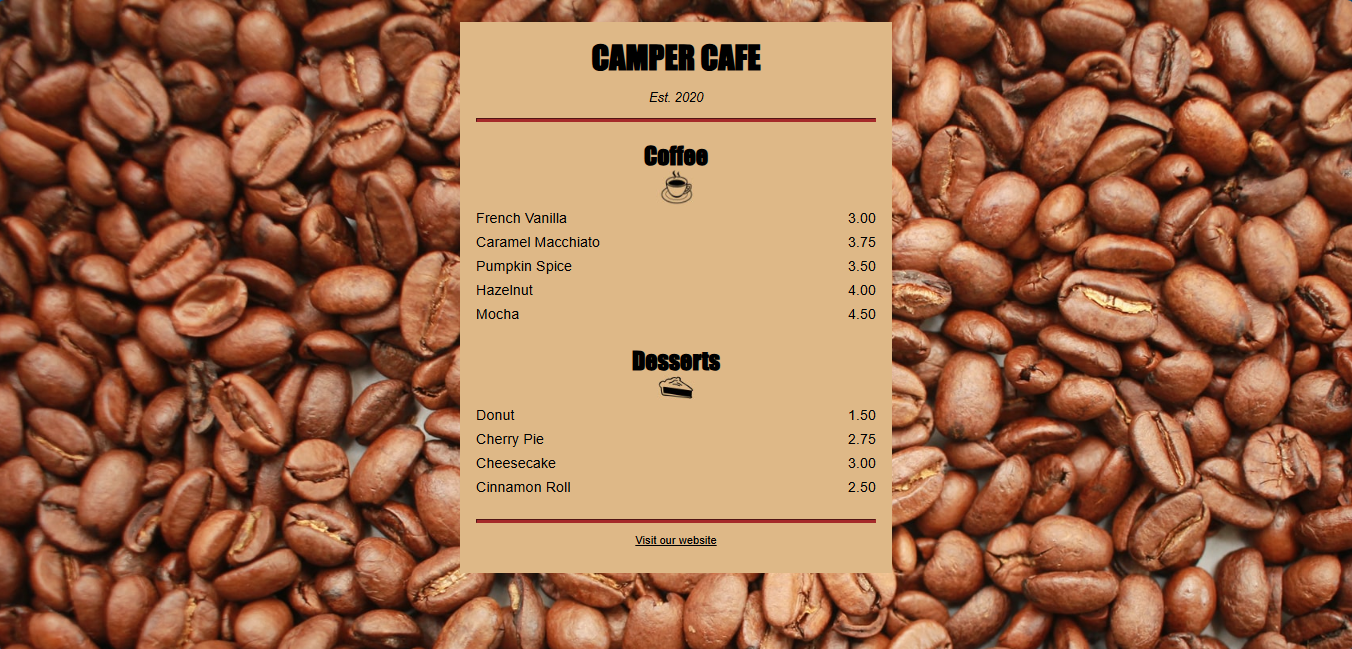 CAMPER CAFE
Est. 2020
Coffee
French Vanilla 3.00
Caramel Macchiato 3.75
Pumpkin Spice 3.50
Hazelnut 4.00
Mocha 4.50
Desserts
Donut 1.50
Cherry Pie 2.75
Cheesecake 3.00
Cinnamon Roll 2.50
Visit our website